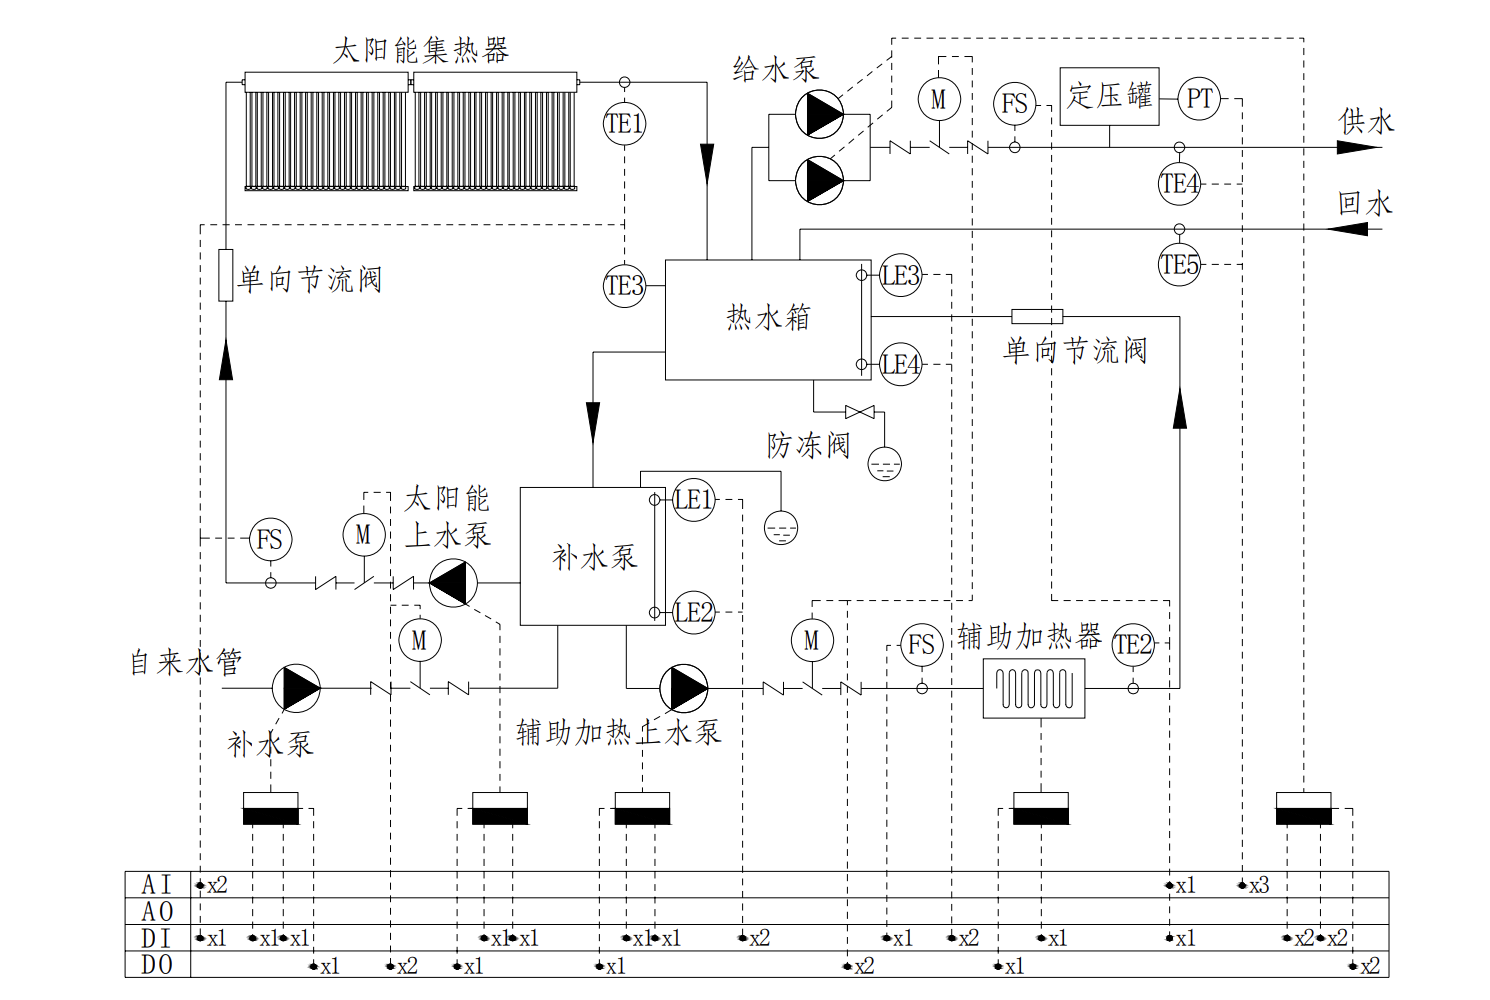 太阳能集热器
给水泵
M
FS
定压罐
PT
TE1
供水
TE4
回水
TE5
单向节流阀
TE3
LE3
热水箱
单向节流阀
LE4
防冻阀
太阳能
上水泵
LE1
FS
M
补水泵
LE2
M
M
FS
辅助加热器
TE2
自来水管
补水泵
辅助加热上水泵
AI x2 x1 x3
AO
DI x1 x1 x1 x1 x1 x1 x1 x2 x1 x2 x1 x1 x2 x2
DO x1 x2 x1 x1 x2 x1 x2